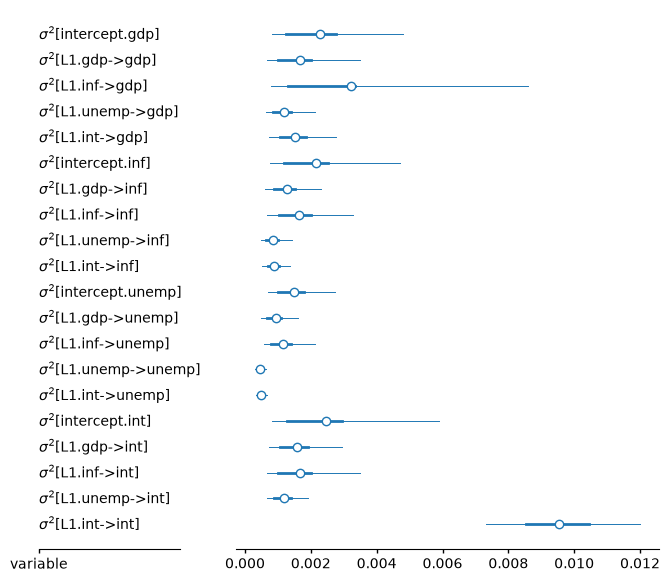 σ²[intercept.gdp]
σ²[L1.gdp->gdp]
σ²[L1.inf->gdp]
σ²[L1.unemp->gdp]
σ²[L1.int->gdp]
σ²[intercept.inf]
σ²[L1.gdp->inf]
σ²[L1.inf->inf]
σ²[L1.unemp->inf]
σ²[L1.int->inf]
σ²[intercept.unemp]
σ²[L1.gdp->unemp]
σ²[L1.inf->unemp]
σ²[L1.unemp->unemp]
σ²[L1.int->unemp]
σ²[intercept.int]
σ²[L1.gdp->int]
σ²[L1.inf->int]
σ²[L1.unemp->int]
σ²[L1.int->int]
variable 0.000 0.002 0.004 0.006 0.008 0.010 0.012